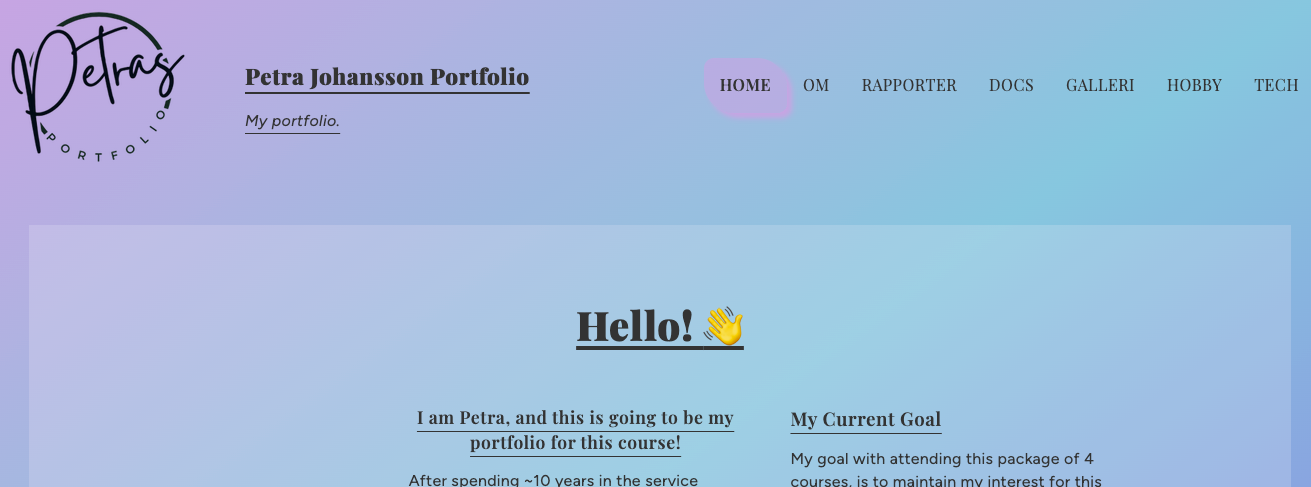 Petras
PORTFOLIO
Petra Johansson Portfolio
My portfolio.
HOME OM RAPPORTER DOCS GALLERI HOBBY TECH
Hello! 👋
I am Petra, and this is going to be my
portfolio for this course!
After spending ~10 years in the service
My Current Goal
My goal with attending this package of 4
courses, is to maintain my interest for this